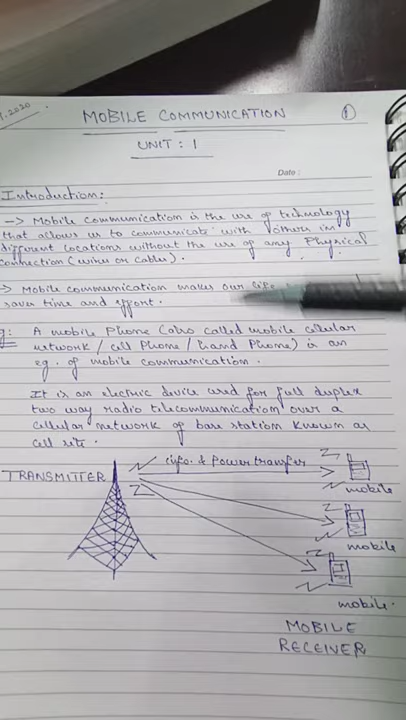 .2020
MOBILE COMMUNICATION
1
UNIT : 1
Date :
Introduction:
-> Mobile communication is the use of technology
that allows us to communicate with others in
different locations without the use of any Physical
connection (wires or cables).
-> Mobile communication makes our life
saves time and effort.
eg: A mobile Phone (also called mobile cellular
network / cell Phone / hand Phone) is an
eg. of mobile communication.
It is an electric device used for full duplex
two way radio telecommunication over a
cellular network of base station known as
cell site.
TRANSMITTER
info. & Power transfer
mobile
mobile
mobile.
MOBILE
RECEIVER